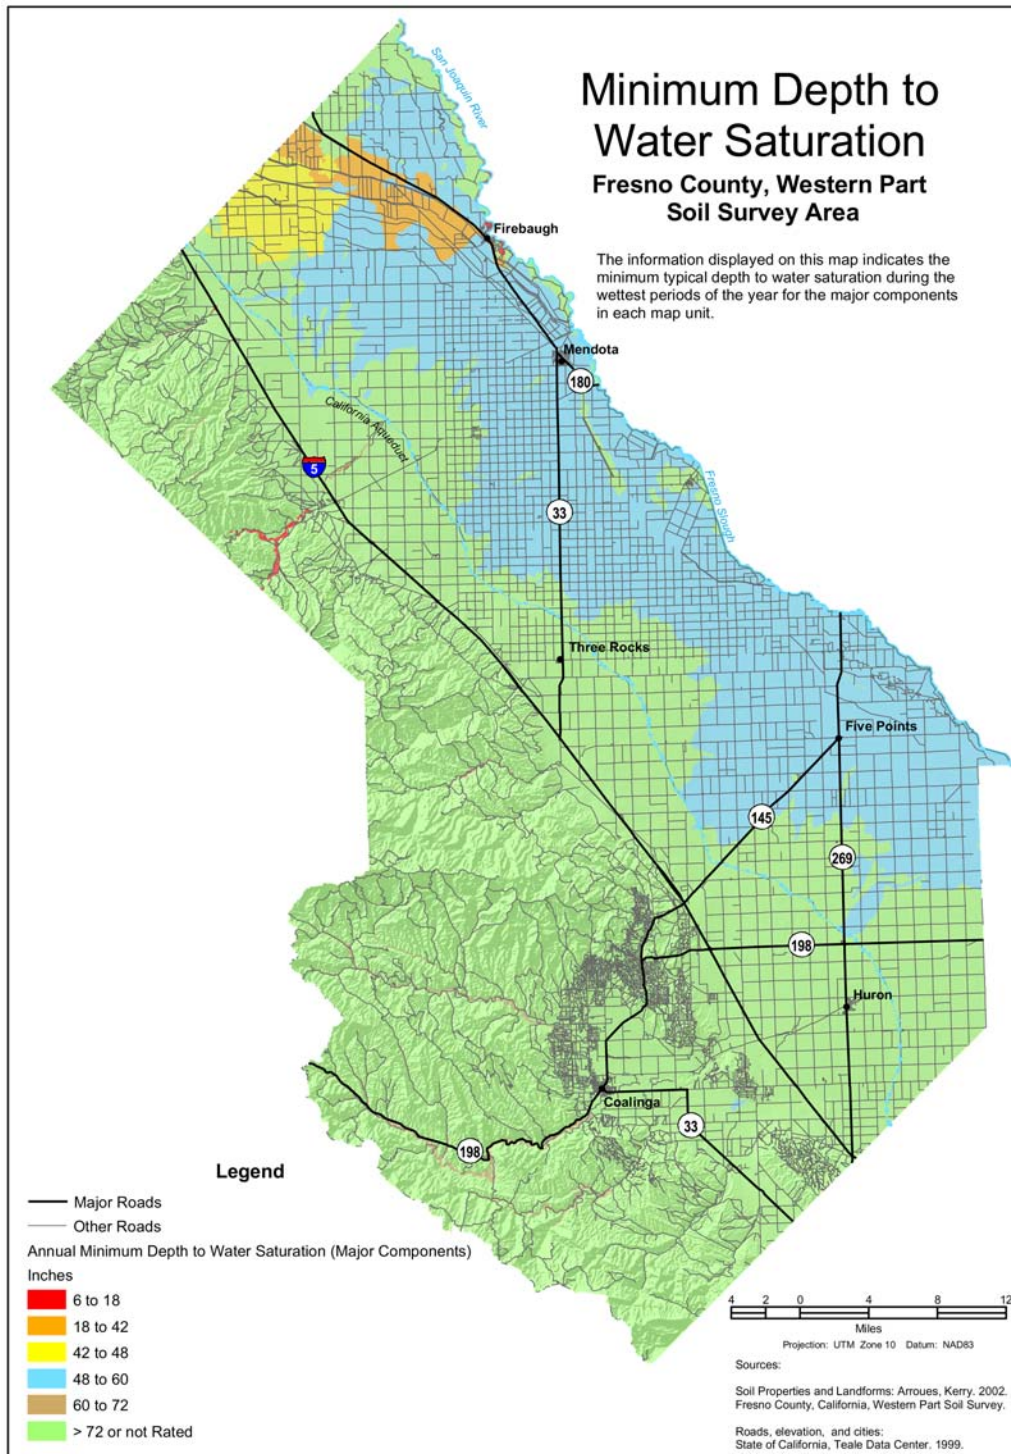 Minimum Depth to
Water Saturation
Fresno County, Western Part
Soil Survey Area
The information displayed on this map indicates the
minimum typical depth to water saturation during the
wettest periods of the year for the major components
in each map unit.
San Joaquin River
Firebaugh
Mendota
180
California Aqueduct
5
33
Fresno Slough
Three Rocks
Five Points
145
269
198
Huron
Coalinga
33
198
Legend
Major Roads
Other Roads
Annual Minimum Depth to Water Saturation (Major Components)
Inches
6 to 18
18 to 42
42 to 48
48 to 60
60 to 72
> 72 or not Rated
4 2 0 4 8 12
Miles
Projection: UTM Zone 10 Datum: NAD83
Sources:
Soil Properties and Landforms: Arroues, Kerry. 2002.
Fresno County, California, Western Part Soil Survey.
Roads, elevation, and cities:
State of California, Teale Data Center. 1999.